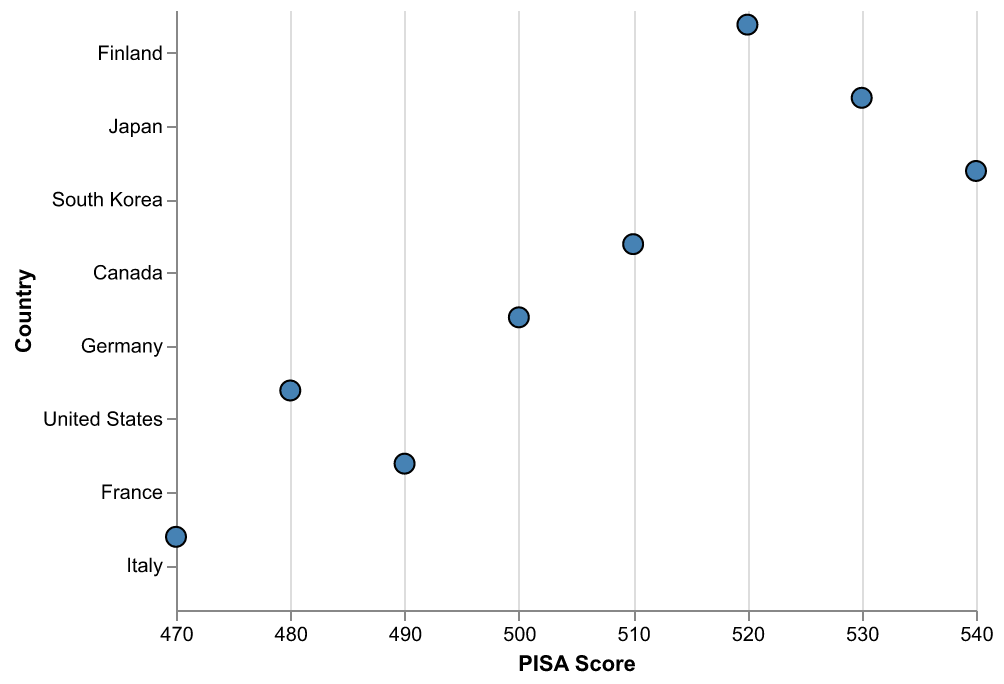 Country
Finland
Japan
South Korea
Canada
Germany
United States
France
Italy
470 480 490 500 510 520 530 540
PISA Score